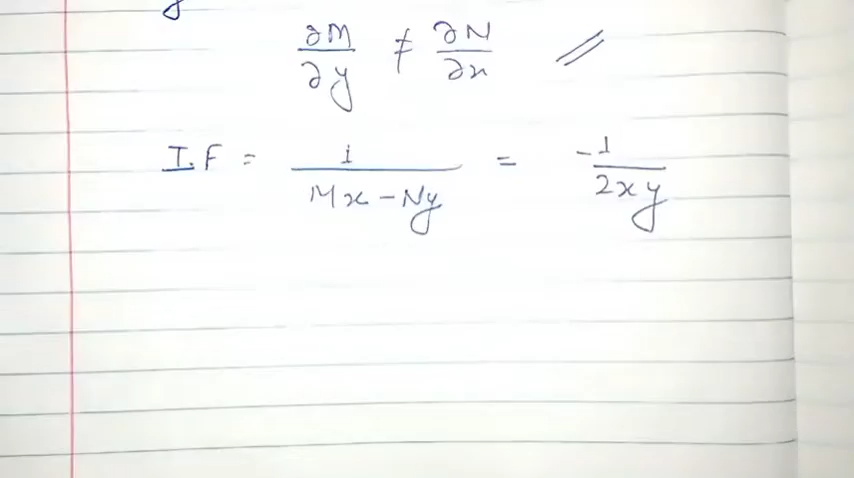 ∂M/∂y ≠ ∂N/∂x //
I.F = 1/(Mx - Ny) = -1/(2xy)